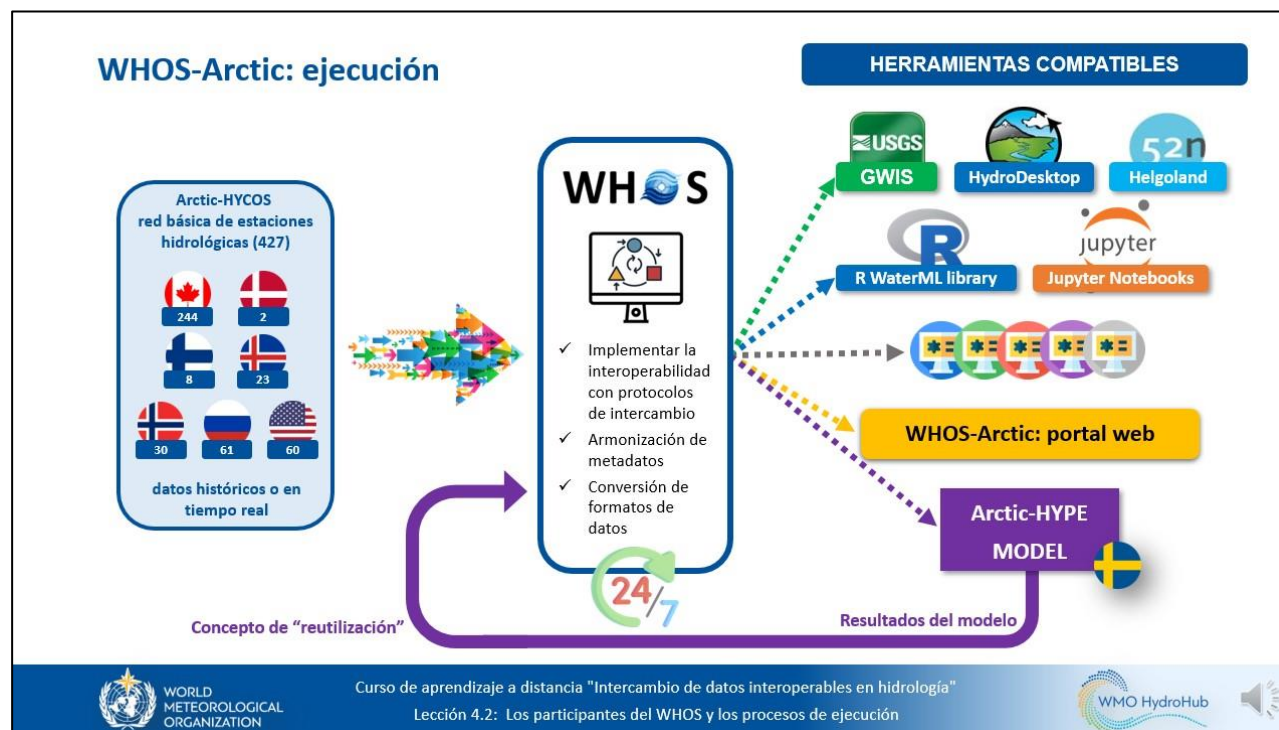 WHOS-Arctic: ejecución
HERRAMIENTAS COMPATIBLES
Arctic-HYCOS
red básica de estaciones
hidrológicas (427)
244
2
8
23
30
61
60
datos históricos o en
tiempo real
WHOS
✓ Implementar la
interoperabilidad
con protocolos
de intercambio
✓ Armonización de
metadatos
✓ Conversión de
formatos de
datos
24/7
USGS
GWIS
HydroDesktop
52n
Helgoland
R
R WaterML library
jupyter
Jupyter Notebooks
WHOS-Arctic: portal web
Arctic-HYPE
MODEL
Concepto de “reutilización”
Resultados del modelo
WORLD
METEOROLOGICAL
ORGANIZATION
Curso de aprendizaje a distancia "Intercambio de datos interoperables en hidrología"
Lección 4.2: Los participantes del WHOS y los procesos de ejecución
WMO HydroHub